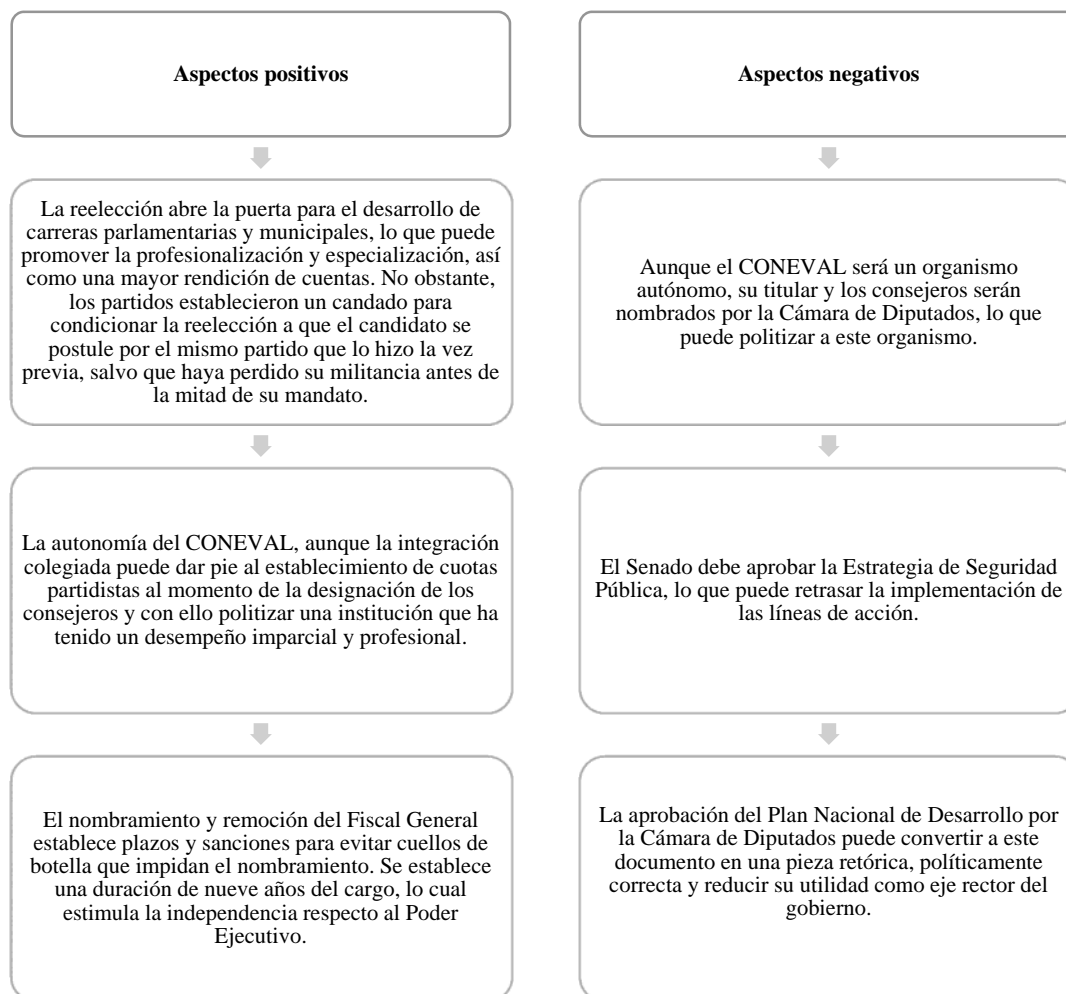 Aspectos positivos
La reelección abre la puerta para el desarrollo de
carreras parlamentarias y municipales, lo que puede
promover la profesionalización y especialización, así
como una mayor rendición de cuentas. No obstante,
los partidos establecieron un candado para
condicionar la reelección a que el candidato se
postule por el mismo partido que lo hizo la vez
previa, salvo que haya perdido su militancia antes de
la mitad de su mandato.
La autonomía del CONEVAL, aunque la integración
colegiada puede dar pie al establecimiento de cuotas
partidistas al momento de la designación de los
consejeros y con ello politizar una institución que ha
tenido un desempeño imparcial y profesional.
El nombramiento y remoción del Fiscal General
establece plazos y sanciones para evitar cuellos de
botella que impidan el nombramiento. Se establece
una duración de nueve años del cargo, lo cual
estimula la independencia respecto al Poder
Ejecutivo.
Aspectos negativos
Aunque el CONEVAL será un organismo
autónomo, su titular y los consejeros serán
nombrados por la Cámara de Diputados, lo que
puede politizar a este organismo.
El Senado debe aprobar la Estrategia de Seguridad
Pública, lo que puede retrasar la implementación de
las líneas de acción.
La aprobación del Plan Nacional de Desarrollo por
la Cámara de Diputados puede convertir a este
documento en una pieza retórica, políticamente
correcta y reducir su utilidad como eje rector del
gobierno.